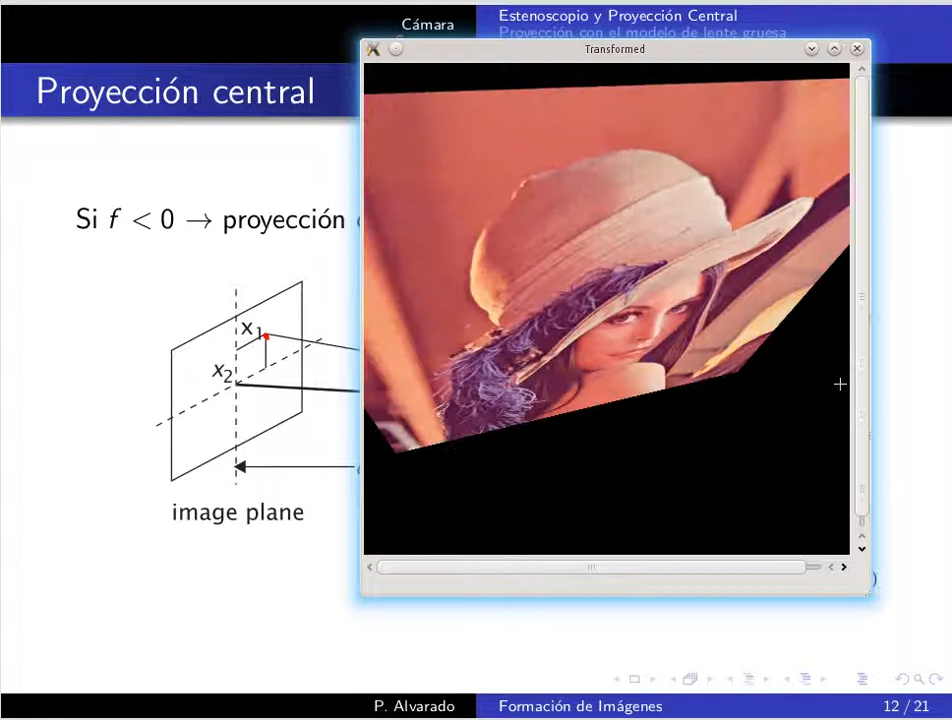 Cámara
Estenoscopio y Proyección Central
Proyección con el modelo de lente gruesa
Transformed
Proyección central
Si f < 0 → proyección
x1
x2
image plane
P. Alvarado
Formación de Imágenes
12 / 21